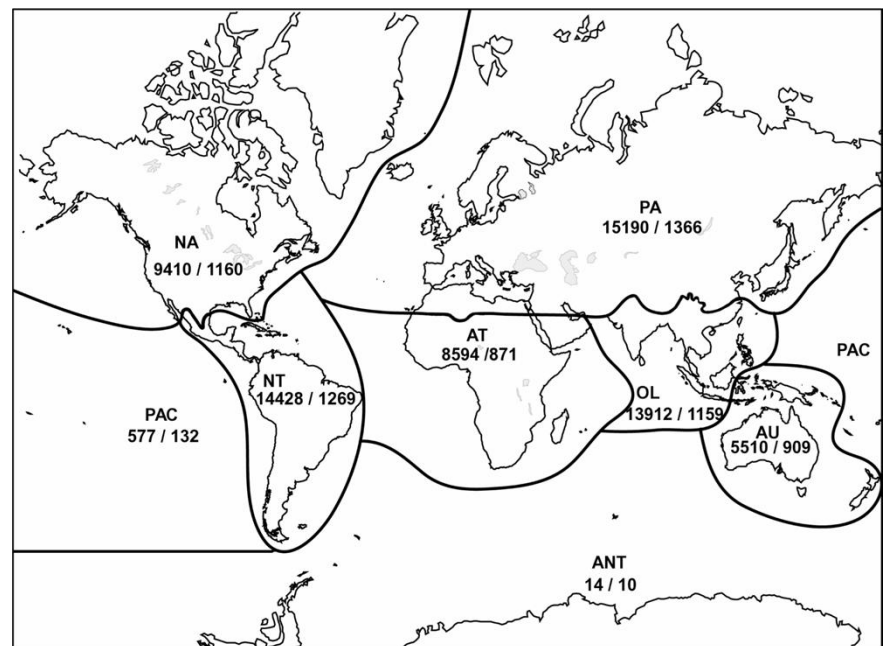 PA
15190 / 1366
NA
9410 / 1160
AT
8594 /871
PAC
NT
14428 / 1269
OL
13912 / 1159
PAC
577 / 132
AU
5510 / 909
ANT
14 / 10